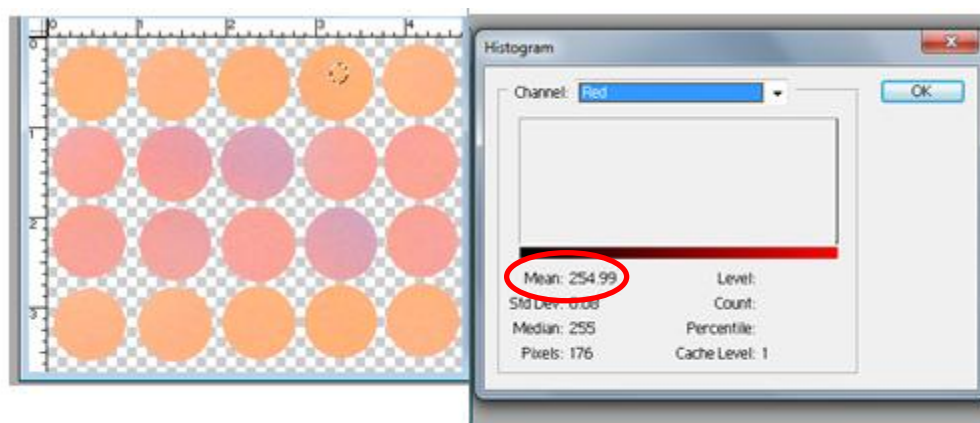 0 1 2 3 4
0
1
2
3
Histogram
Channel: Red
OK
Mean: 254.99 Level:
Std Dev: 0.08 Count:
Median: 255 Percentile:
Pixels: 176 Cache Level: 1